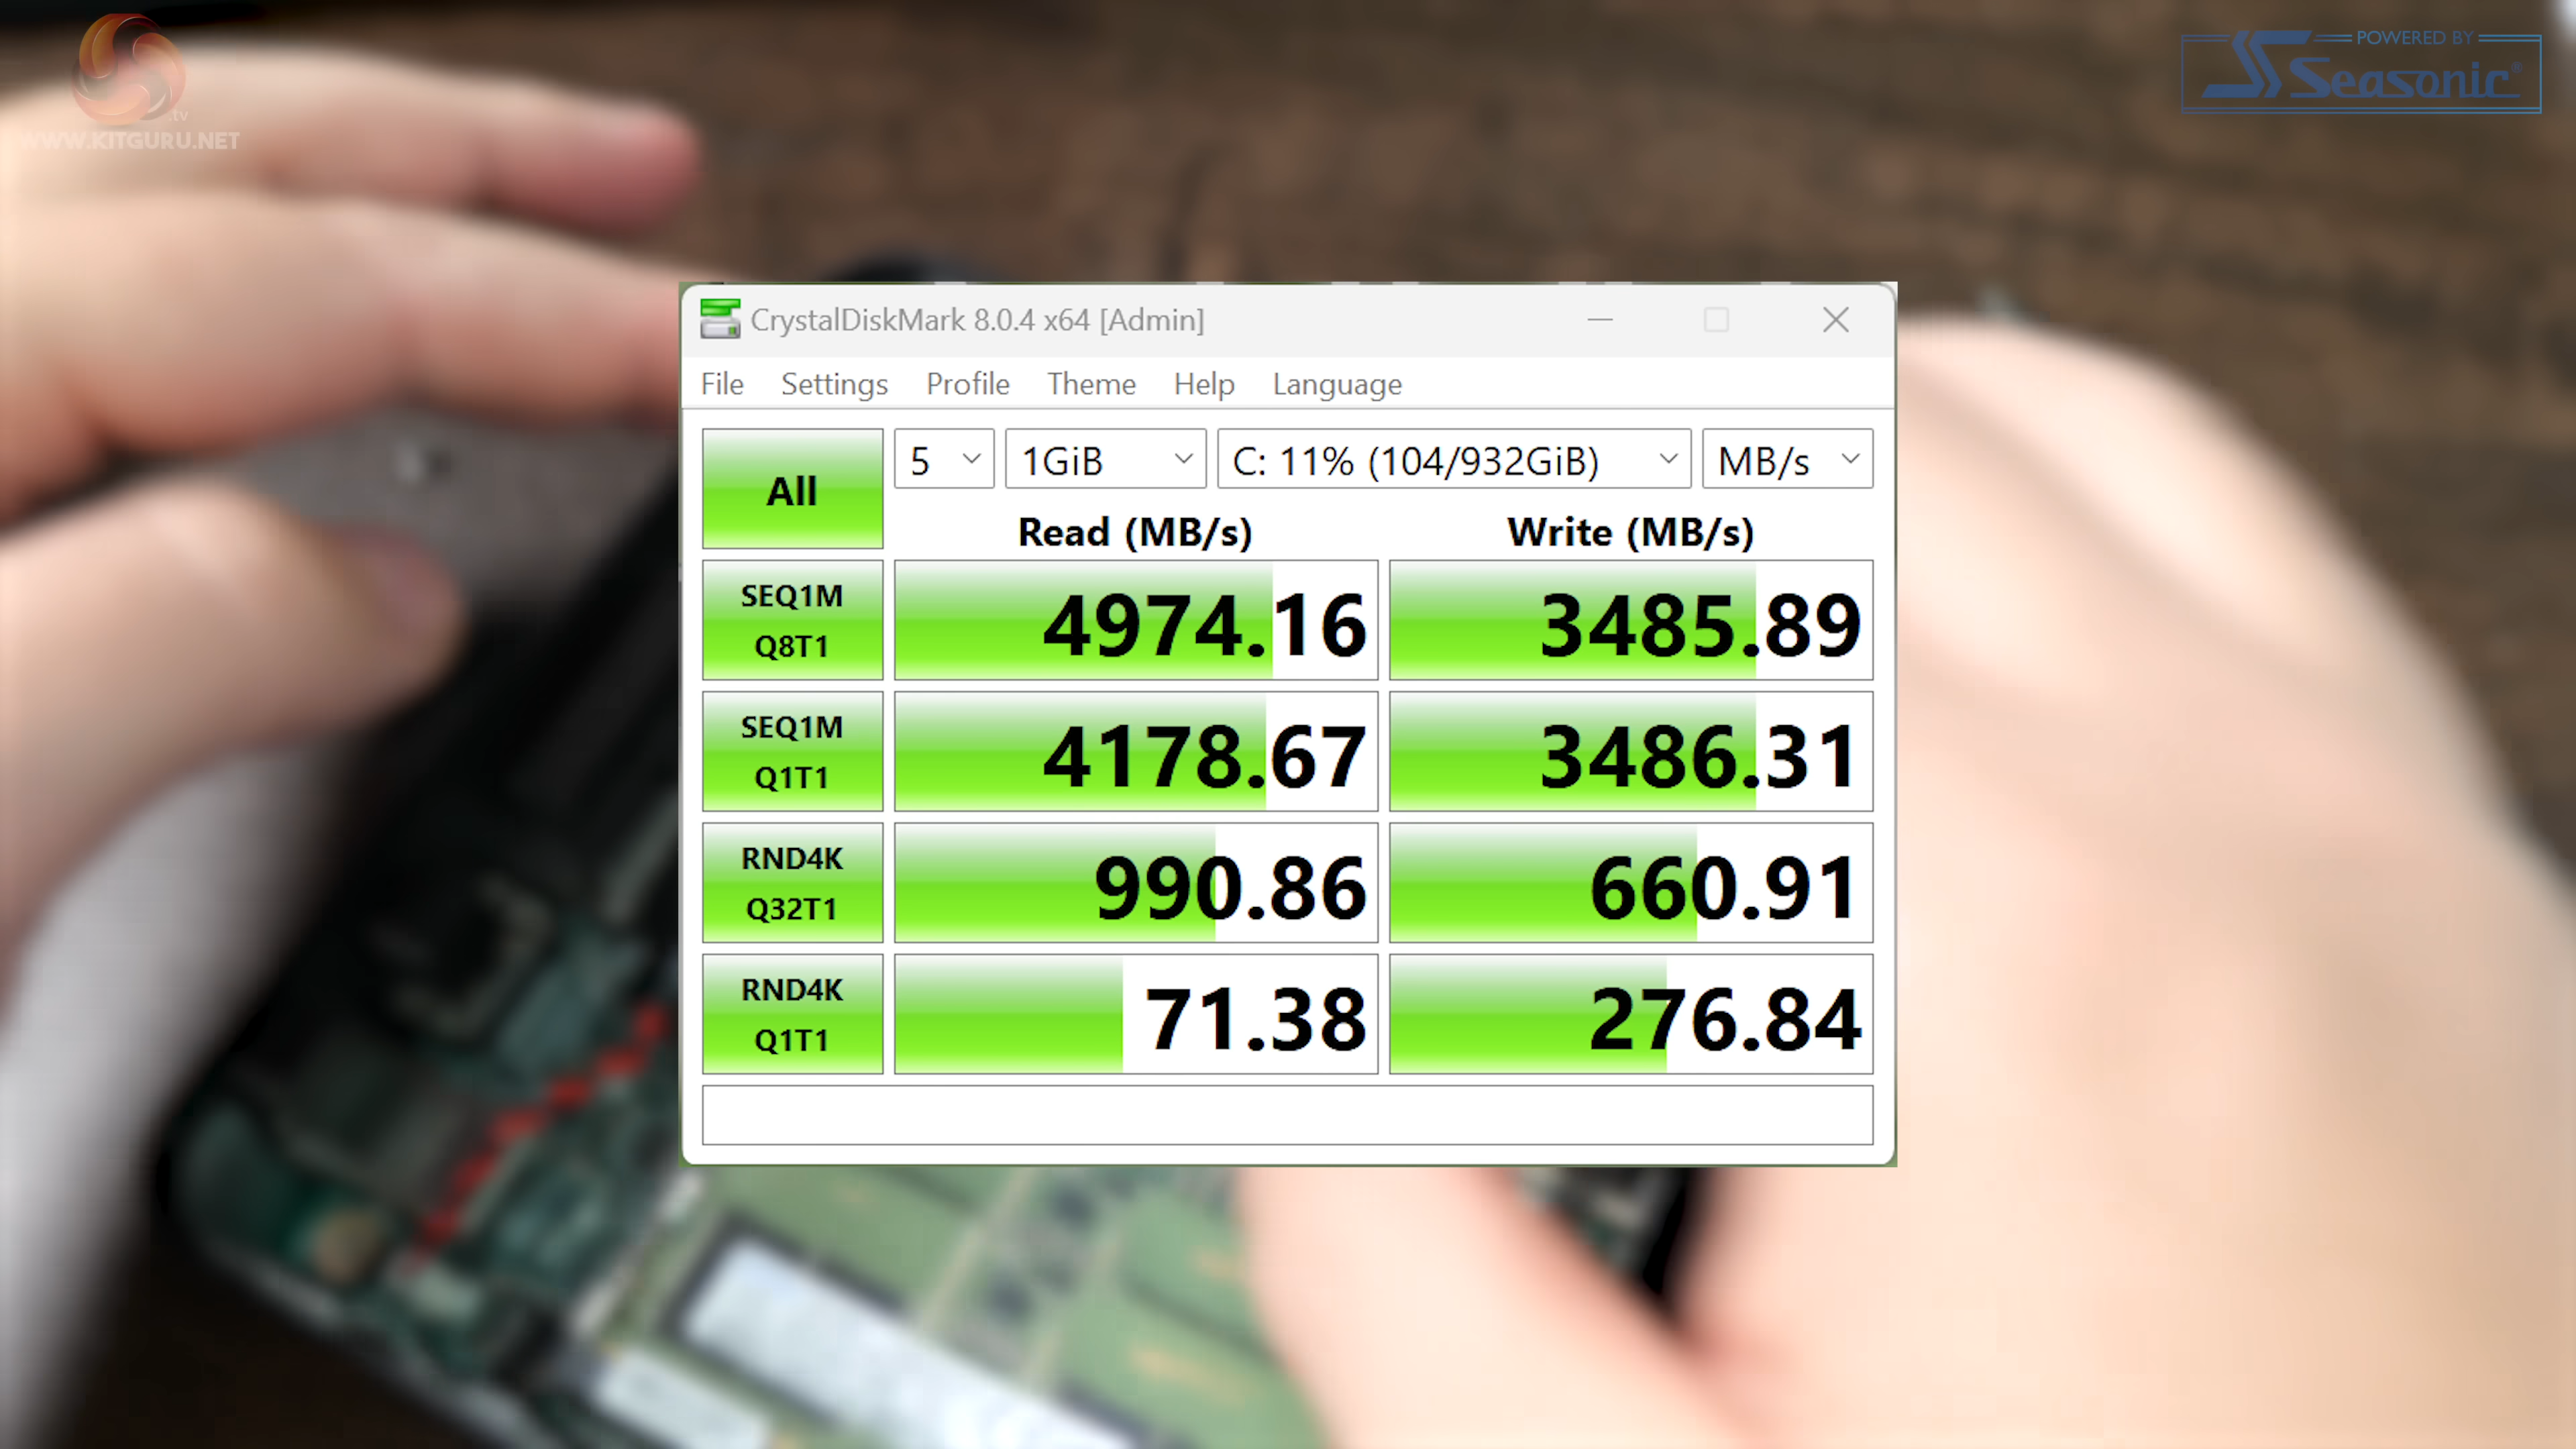 .tv
WWW.KITGURU.NET
POWERED BY
Seasonic®
CrystalDiskMark 8.0.4 x64 [Admin]
File Settings Profile Theme Help Language
All 5 1GiB C: 11% (104/932GiB) MB/s
Read (MB/s) Write (MB/s)
SEQ1M
Q8T1
4974.16 3485.89
SEQ1M
Q1T1
4178.67 3486.31
RND4K
Q32T1
990.86 660.91
RND4K
Q1T1
71.38 276.84